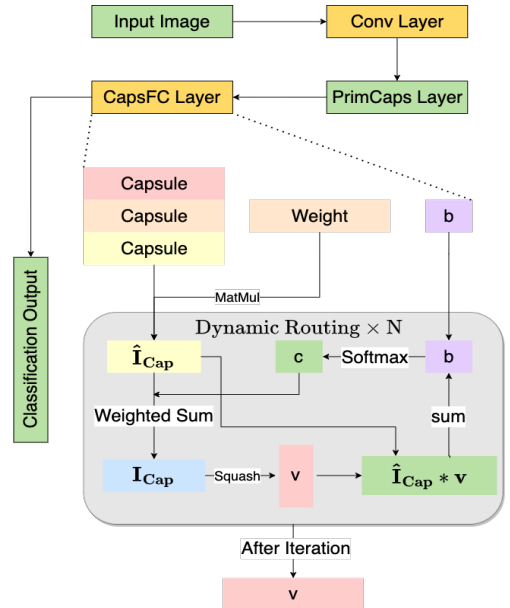 Input Image
Conv Layer
CapsFC Layer
PrimCaps Layer
Capsule
Capsule
Capsule
Weight
b
Classification Output
MatMul
Dynamic Routing × N
Î_Cap
c
Softmax
b
Weighted Sum
sum
I_Cap
Squash
v
Î_Cap * v
After Iteration
v